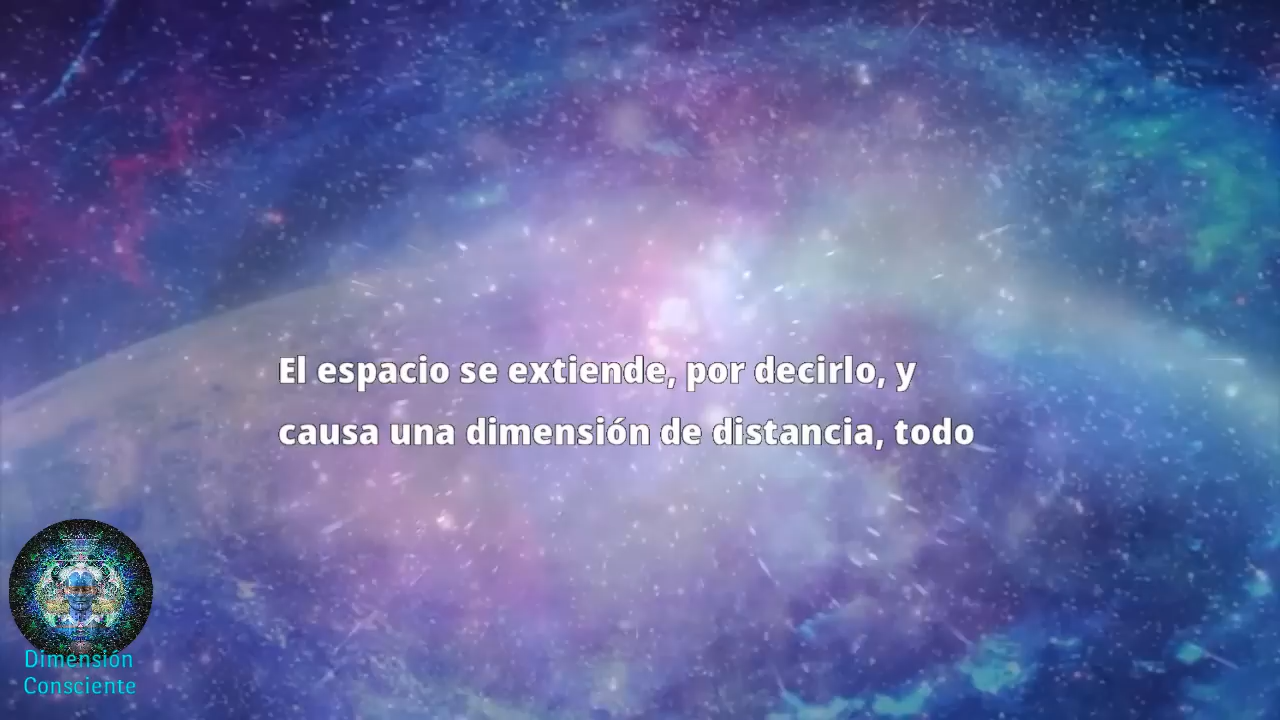 El espacio se extiende, por decirlo, y
causa una dimensión de distancia, todo
Dimensión
Consciente